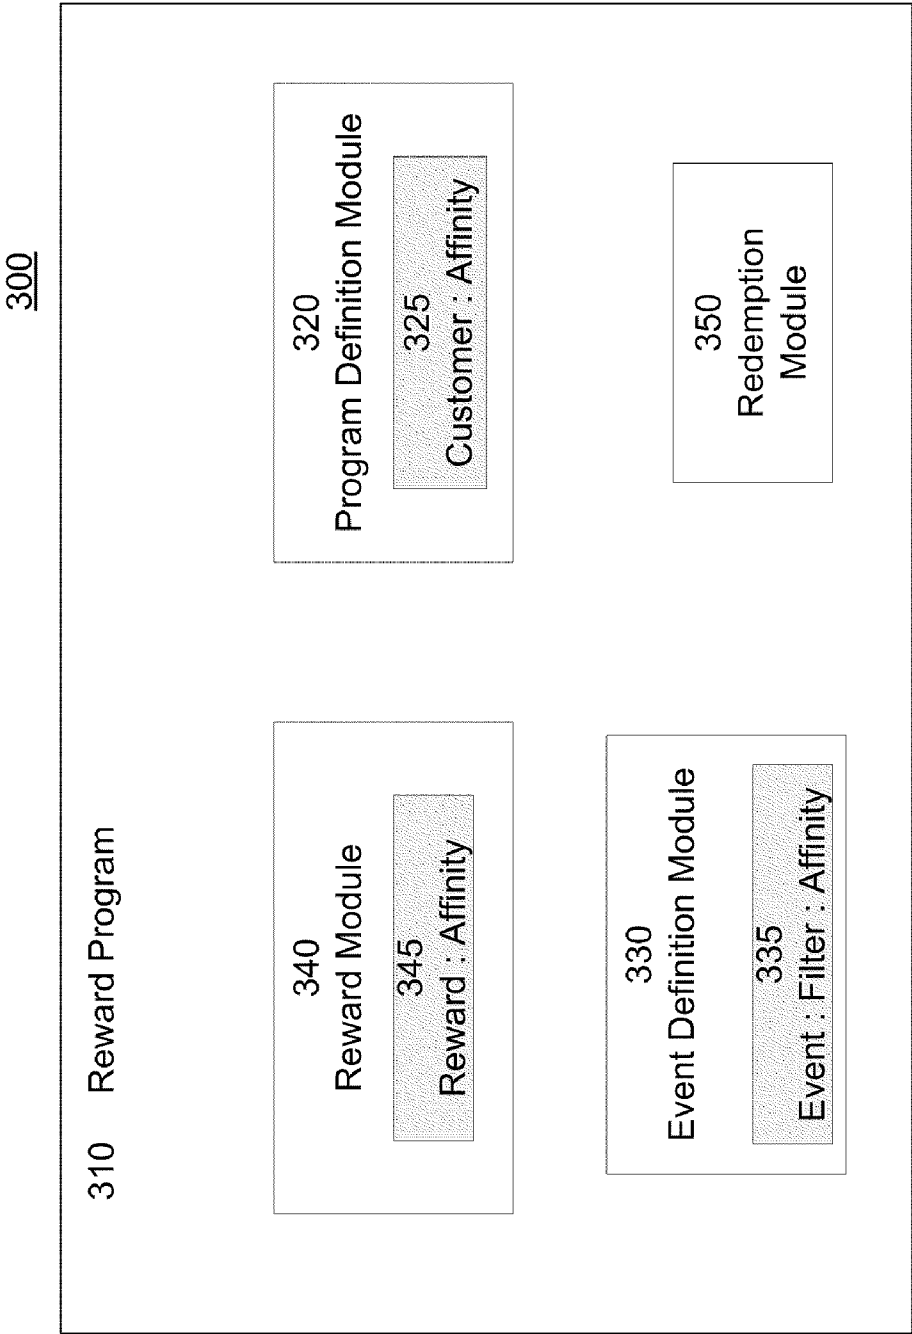 300
310 Reward Program
340
Reward Module
345
Reward : Affinity
320
Program Definition Module
325
Customer : Affinity
330
Event Definition Module
335
Event : Filter : Affinity
350
Redemption
Module